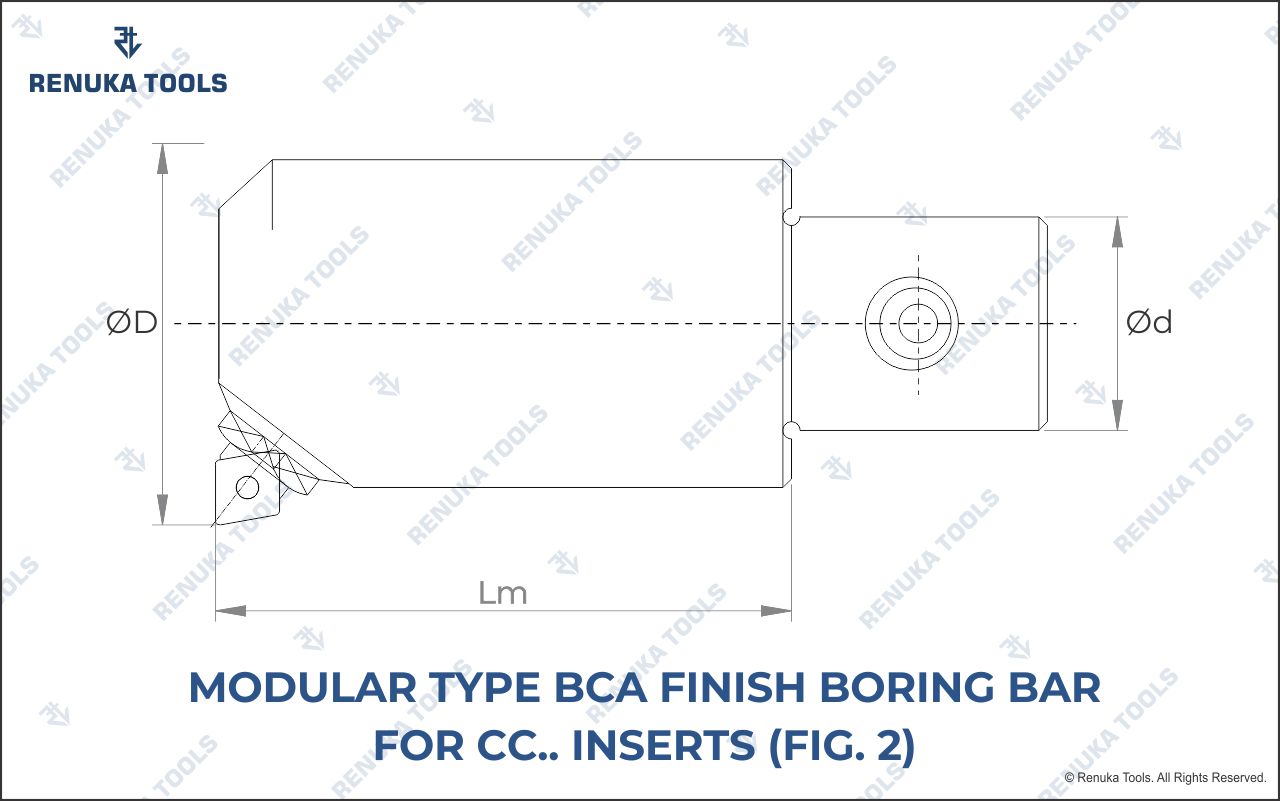 RENUKA TOOLS
ØD
Ød
Lm
MODULAR TYPE BCA FINISH BORING BAR
FOR CC.. INSERTS (FIG. 2)
© Renuka Tools. All Rights Reserved.